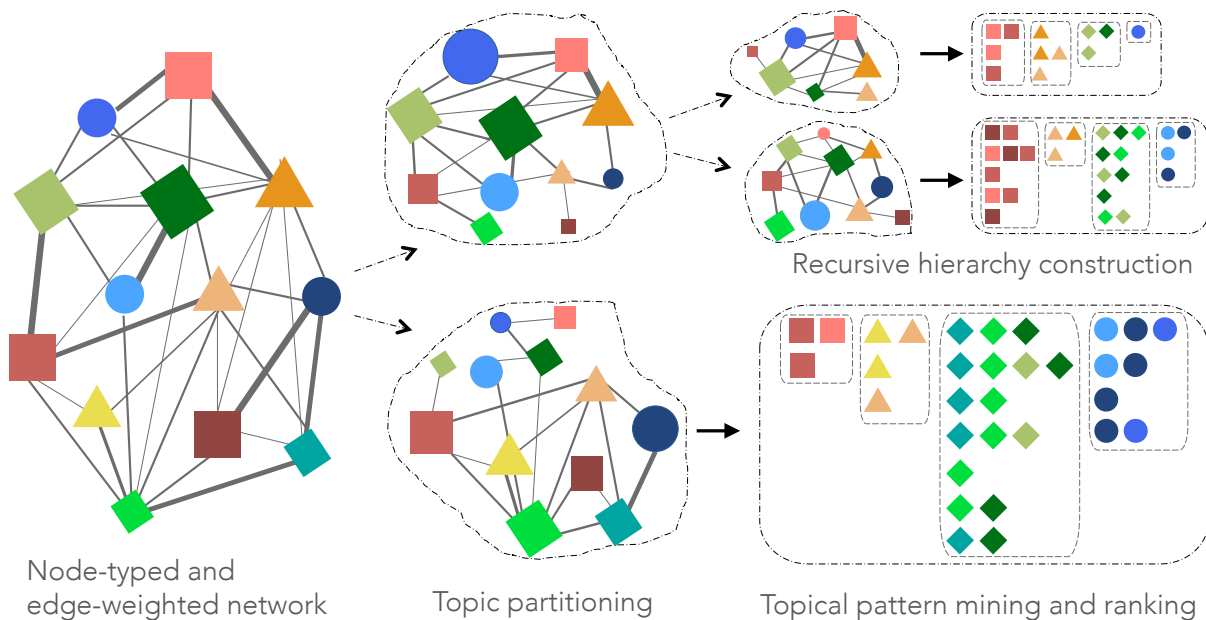 Recursive hierarchy construction
Node-typed and
edge-weighted network
Topic partitioning
Topical pattern mining and ranking